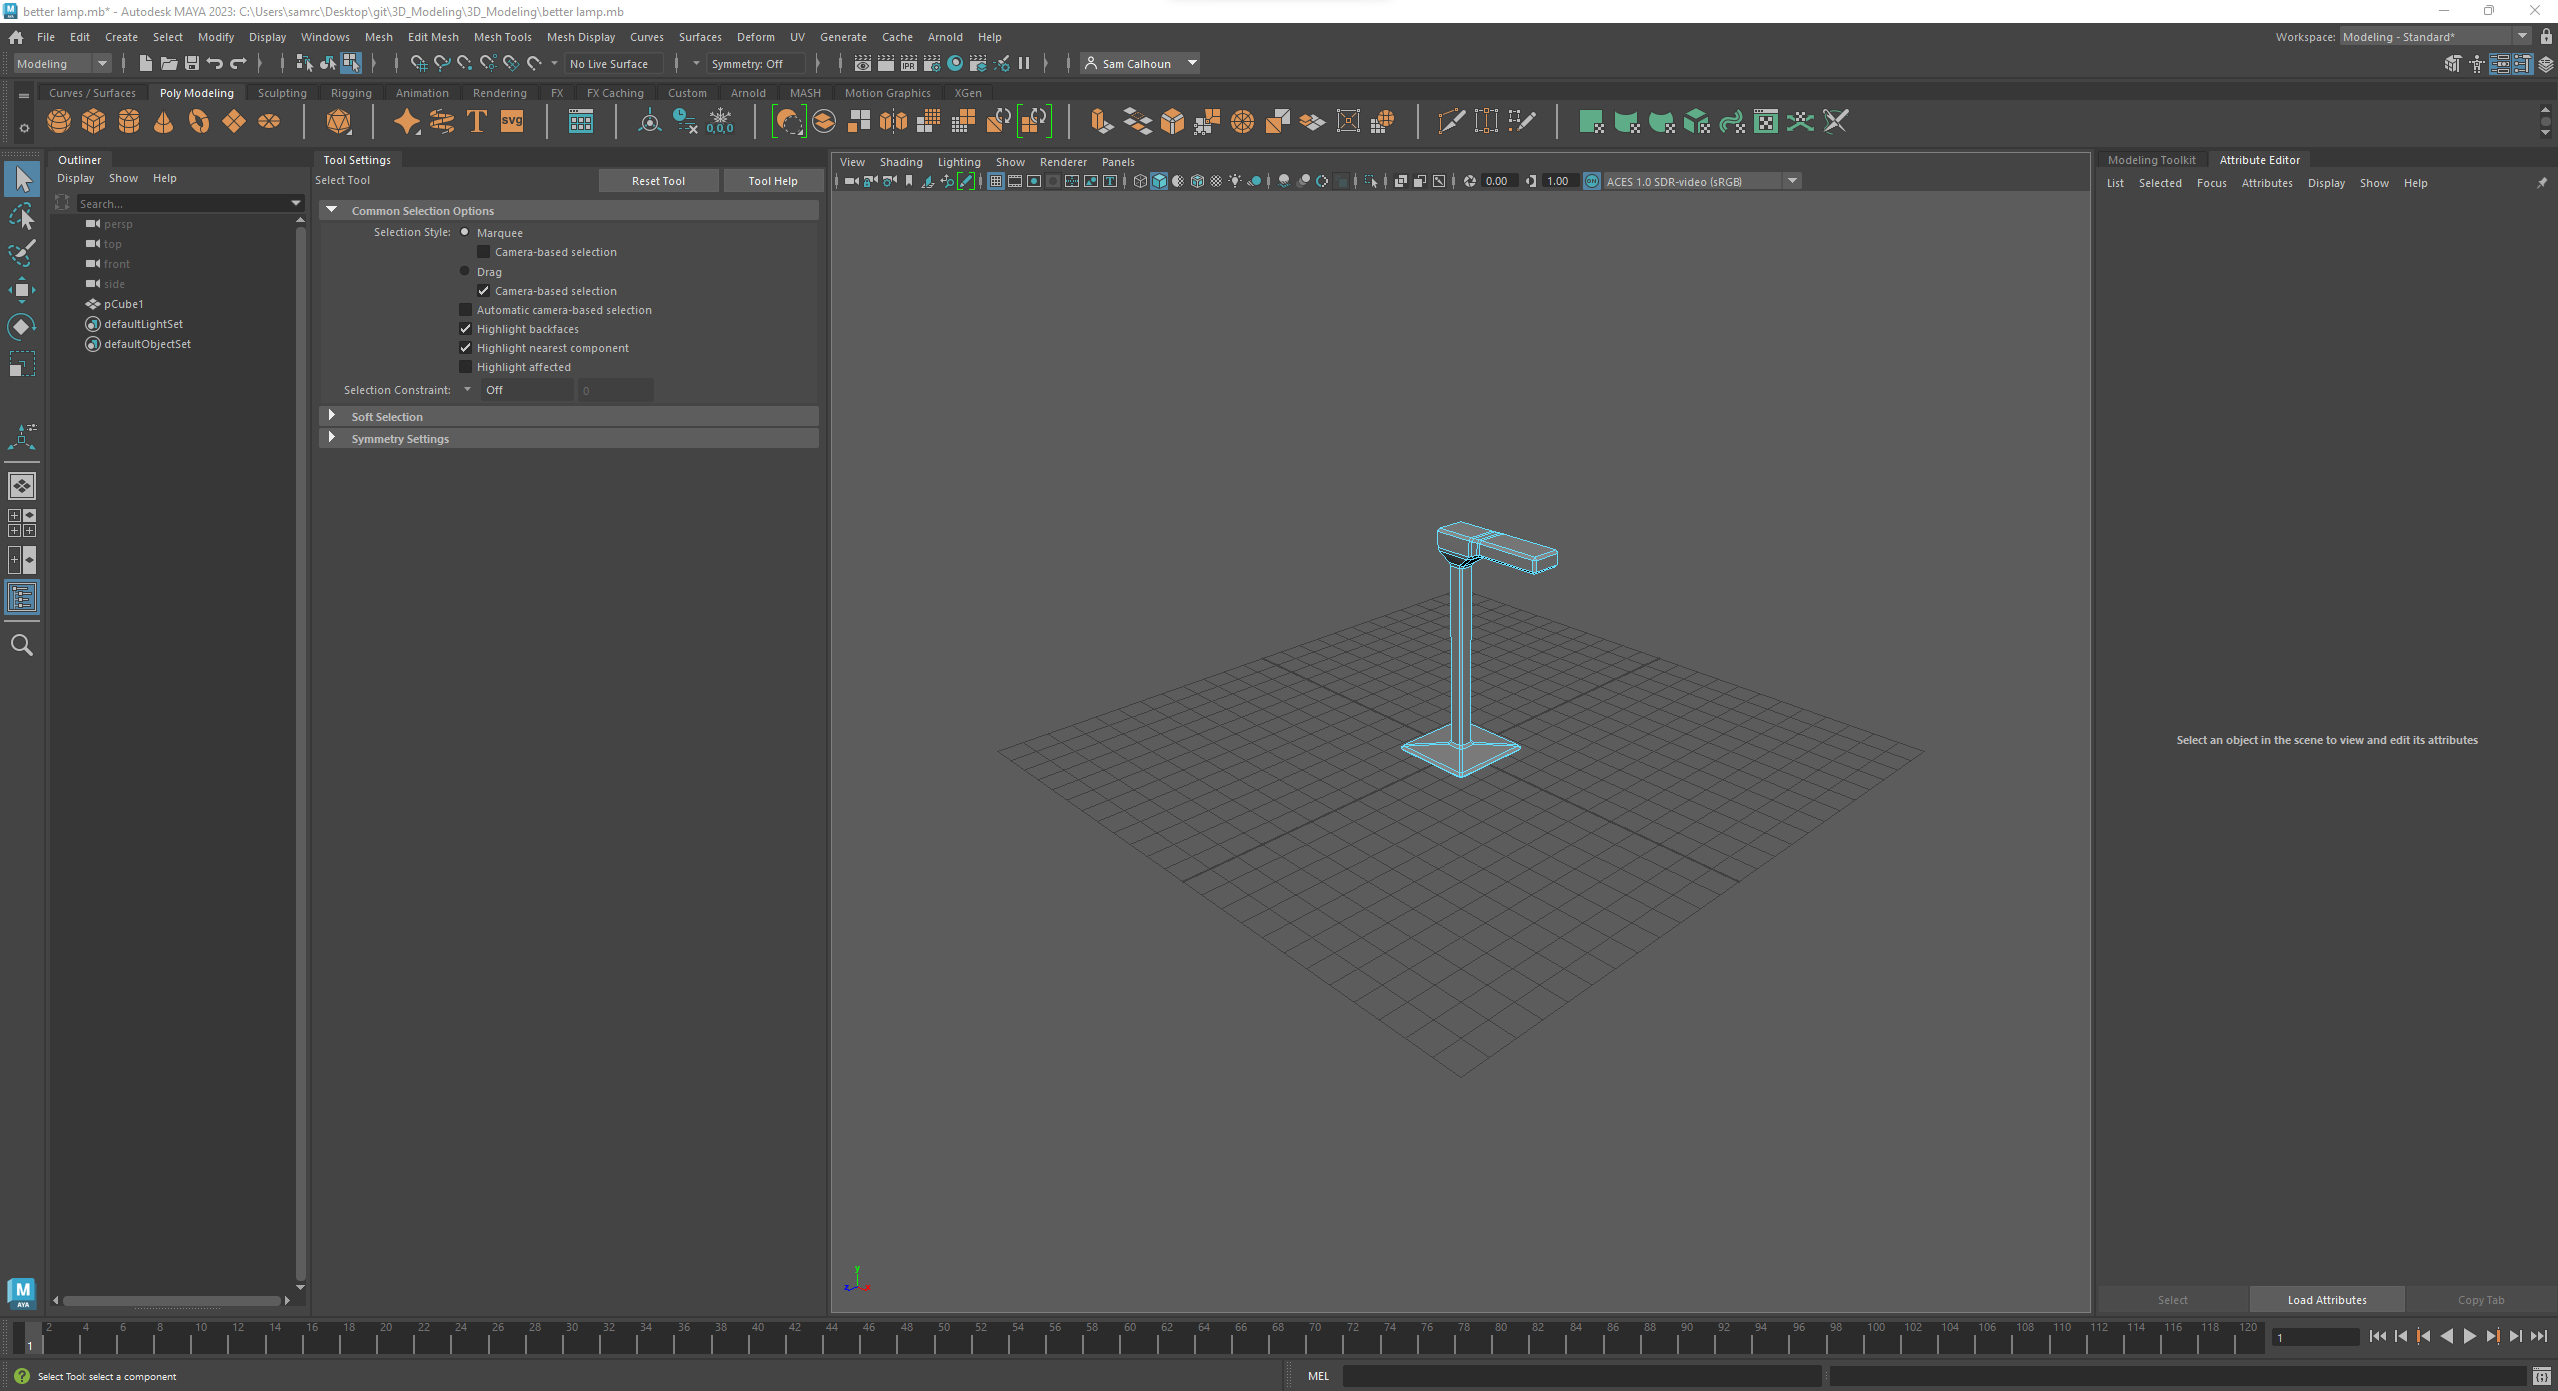 better lamp.mb* - Autodesk MAYA 2023: C:\Users\samrc\Desktop\git\3D_Modeling\3D_Modeling\better lamp.mb
File Edit Create Select Modify Display Windows Mesh Edit Mesh Mesh Tools Mesh Display Curves Surfaces Deform UV Generate Cache Arnold Help
Workspace: Modeling - Standard*
Modeling No Live Surface Symmetry: Off IPR Sam Calhoun
Curves / Surfaces Poly Modeling Sculpting Rigging Animation Rendering FX FX Caching Custom Arnold MASH Motion Graphics XGen
T SVG 0,0,0
Outliner
Display Show Help
Search...
persp
top
front
side
pCube1
defaultLightSet
defaultObjectSet
Tool Settings
Select Tool Reset Tool Tool Help
Common Selection Options
Selection Style: Marquee
Camera-based selection
Drag
Camera-based selection
Automatic camera-based selection
Highlight backfaces
Highlight nearest component
Highlight affected
Selection Constraint: Off 0
Soft Selection
Symmetry Settings
View Shading Lighting Show Renderer Panels
0.00 1.00 ON ACES 1.0 SDR-video (sRGB)
y
z x
Modeling Toolkit Attribute Editor
List Selected Focus Attributes Display Show Help
Select an object in the scene to view and edit its attributes
Select Load Attributes Copy Tab
M
AYA
2 4 6 8 10 12 14 16 18 20 22 24 26 28 30 32 34 36 38 40 42 44 46 48 50 52 54 56 58 60 62 64 66 68 70 72 74 76 78 80 82 84 86 88 90 92 94 96 98 100 102 104 106 108 110 112 114 116 118 120
1 1
Select Tool: select a component MEL